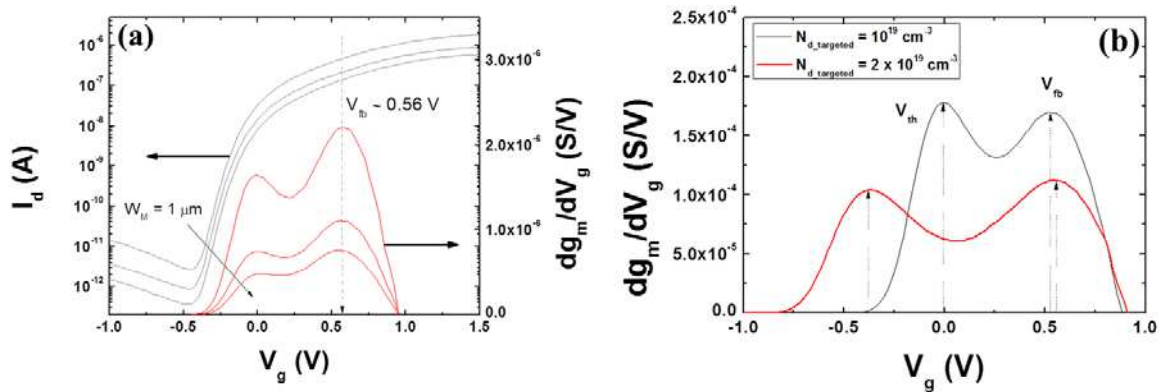 (a)
10⁻⁶
10⁻⁷
10⁻⁸
10⁻⁹
10⁻¹⁰
10⁻¹¹
10⁻¹²
I_d (A)
V_fb ~ 0.56 V
W_M = 1 μm
3.0x10⁻⁶
2.0x10⁻⁶
1.0x10⁻⁶
0.0
dg_m/dV_g (S/V)
-1.0 -0.5 0.0 0.5 1.0 1.5
V_g (V)
(b)
2.5x10⁻⁴
2.0x10⁻⁴
1.5x10⁻⁴
1.0x10⁻⁴
5.0x10⁻⁵
0.0
dg_m/dV_g (S/V)
N_d_targeted = 10¹⁹ cm⁻³
N_d_targeted = 2 x 10¹⁹ cm⁻³
V_fb
V_th
-1.0 -0.5 0.0 0.5 1.0
V_g (V)